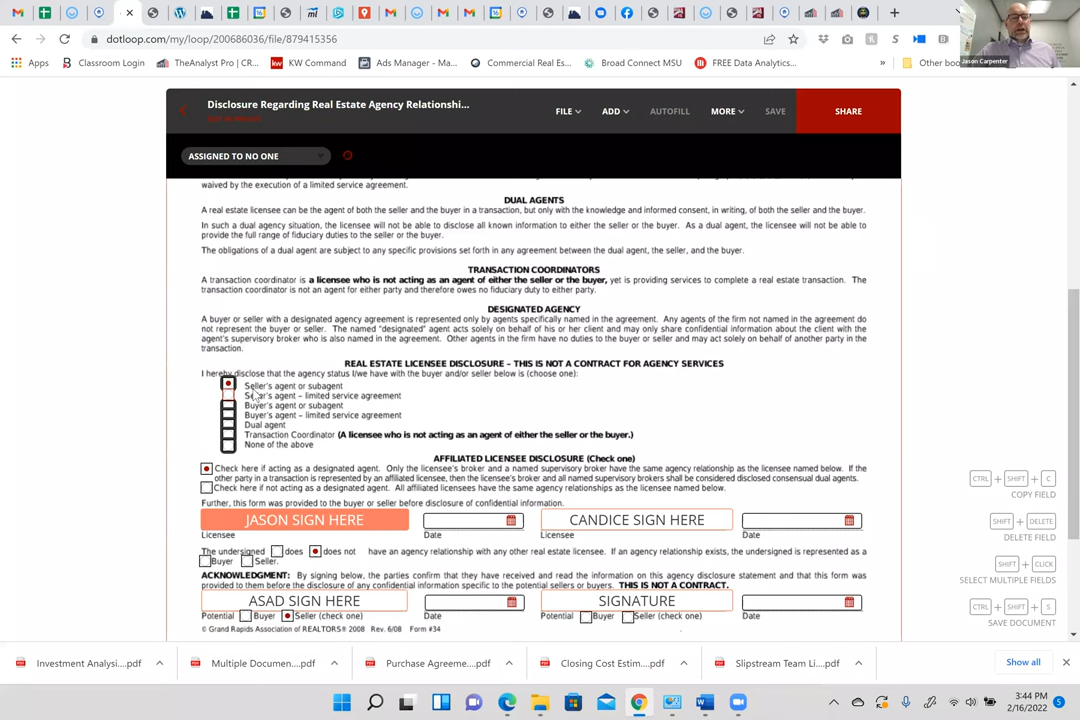 dotloop.com/my/loop/200686036/file/879415356
Apps
Classroom Login
TheAnalyst Pro | CR...
KW Command
Ads Manager - Ma...
Commercial Real Es...
Broad Connect MSU
FREE Data Analytics...
»
Other boo
Jason Carpenter
Disclosure Regarding Real Estate Agency Relationshi...
FILE
ADD
AUTOFILL
MORE
SAVE
SHARE
ASSIGNED TO NO ONE
waived by the execution of a limited service agreement.
DUAL AGENTS
A real estate licensee can be the agent of both the seller and the buyer in a transaction, but only with the knowledge and informed consent, in writing, of both the seller and the buyer.
In such a dual agency situation, the licensee will not be able to disclose all known information to either the seller or the buyer. As a dual agent, the licensee will not be able to
provide the full range of fiduciary duties to the seller or the buyer.
The obligations of a dual agent are subject to any specific provisions set forth in any agreement between the dual agent, the seller, and the buyer.
TRANSACTION COORDINATORS
A transaction coordinator is a licensee who is not acting as an agent of either the seller or the buyer, yet is providing services to complete a real estate transaction. The
transaction coordinator is not an agent for either party and therefore owes no fiduciary duty to either party.
DESIGNATED AGENCY
A buyer or seller with a designated agency agreement is represented only by agents specifically named in the agreement. Any agents of the firm not named in the agreement do
not represent the buyer or seller. The named "designated" agent acts solely on behalf of his or her client and may only share confidential information about the client with the
agent's supervisory broker who is also named in the agreement. Other agents in the firm have no duties to the buyer or seller and may act solely on behalf of another party in the
transaction.
REAL ESTATE LICENSEE DISCLOSURE – THIS IS NOT A CONTRACT FOR AGENCY SERVICES
I hereby disclose that the agency status I/we have with the buyer and/or seller below is (choose one):
Seller's agent or subagent
Seller's agent – limited service agreement
Buyer's agent or subagent
Buyer's agent – limited service agreement
Dual agent
Transaction Coordinator (A licensee who is not acting as an agent of either the seller or the buyer.)
None of the above
AFFILIATED LICENSEE DISCLOSURE (Check one)
Check here if acting as a designated agent. Only the licensee's broker and a named supervisory broker have the same agency relationship as the licensee named below. If the
other party in a transaction is represented by an affiliated licensee, then the licensee's broker and all named supervisory brokers shall be considered disclosed consensual dual agents.
Check here if not acting as a designated agent. All affiliated licensees have the same agency relationships as the licensee named below.
Further, this form was provided to the buyer or seller before disclosure of confidential information.
JASON SIGN HERE
CANDICE SIGN HERE
Licensee Date Licensee Date
The undersigned does does not have an agency relationship with any other real estate licensee. If an agency relationship exists, the undersigned is represented as a
Buyer Seller.
ACKNOWLEDGMENT: By signing below, the parties confirm that they have received and read the information on this agency disclosure statement and that this form was
provided to them before the disclosure of any confidential information specific to the potential sellers or buyers. THIS IS NOT A CONTRACT.
ASAD SIGN HERE
SIGNATURE
Potential Buyer Seller (check one) Date Potential Buyer Seller (check one) Date
© Grand Rapids Association of REALTORS® 2008 Rev. 6/08 Form #34
CTRL + SHIFT + C
COPY FIELD
SHIFT + DELETE
DELETE FIELD
SHIFT + CLICK
SELECT MULTIPLE FIELDS
CTRL + SHIFT + S
SAVE DOCUMENT
Investment Analysi....pdf
Multiple Documen....pdf
Purchase Agreeme....pdf
Closing Cost Estim....pdf
Slipstream Team Li....pdf
Show all
3:44 PM
2/16/2022